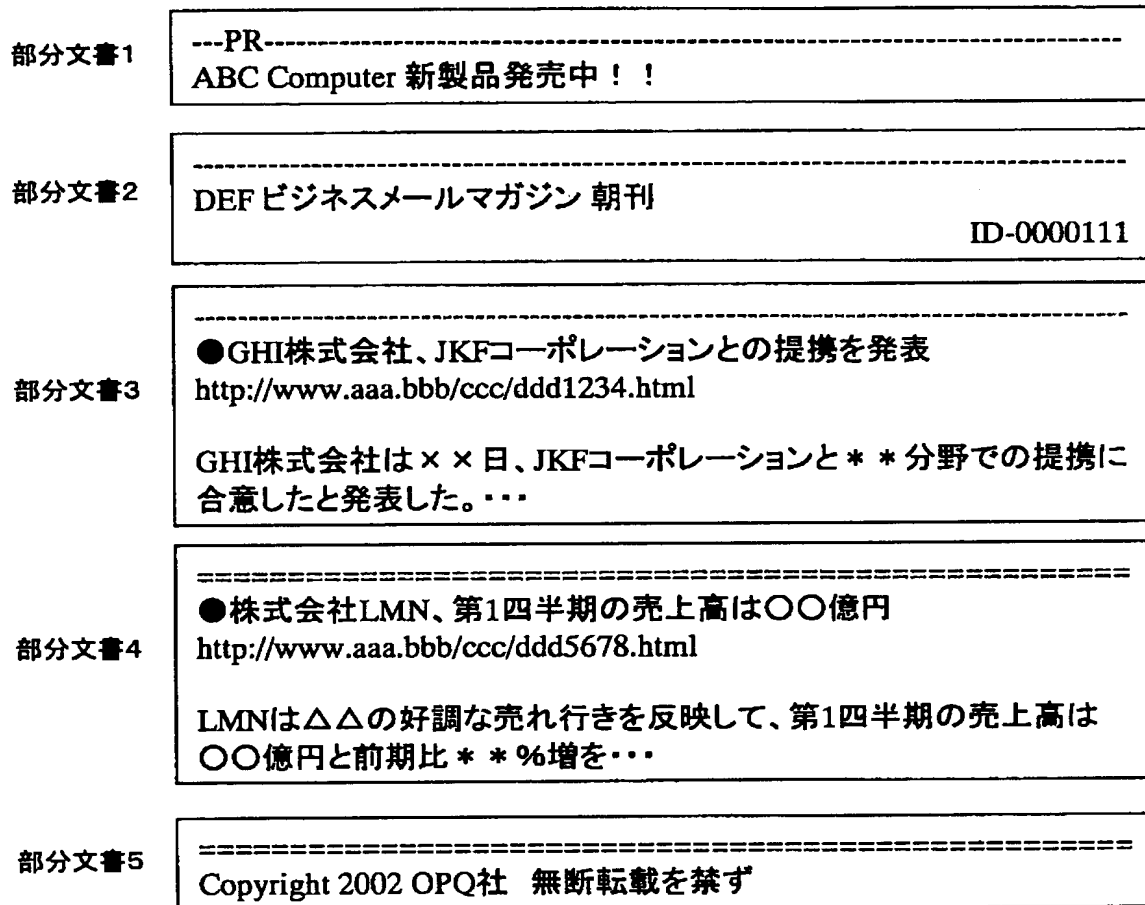 部分文書1
---PR---------------------------------------------------------------------------
ABC Computer 新製品発売中！！
部分文書2
--------------------------------------------------------------------------------
DEF ビジネスメールマガジン 朝刊
ID-0000111
部分文書3
--------------------------------------------------------------------------------
●GHI株式会社、JKFコーポレーションとの提携を発表
http://www.aaa.bbb/ccc/ddd1234.html
GHI株式会社は××日、JKFコーポレーションと＊＊分野での提携に
合意したと発表した。・・・
部分文書4
==================================================
●株式会社LMN、第1四半期の売上高は〇〇億円
http://www.aaa.bbb/ccc/ddd5678.html
LMNは△△の好調な売れ行きを反映して、第1四半期の売上高は
〇〇億円と前期比＊＊%増を・・・
部分文書5
==================================================
Copyright 2002 OPQ社　無断転載を禁ず